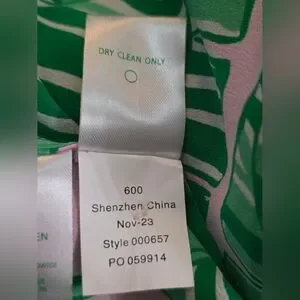 DRY CLEAN ONLY
600
Shenzhen China
Nov-23
Style 000657
PO 059914